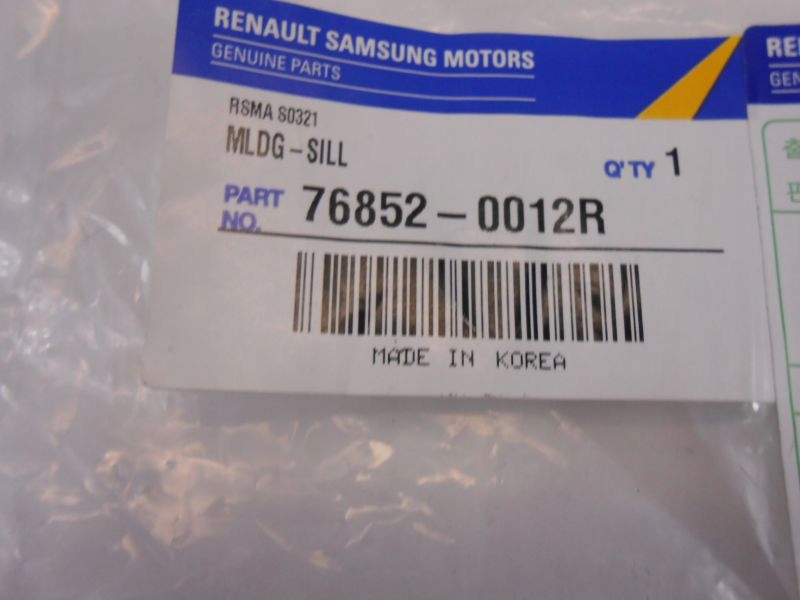 RENAULT SAMSUNG MOTORS
GENUINE PARTS
RSMA S0321
MLDG-SILL
Q'TY 1
PART NO. 76852-0012R
MADE IN KOREA